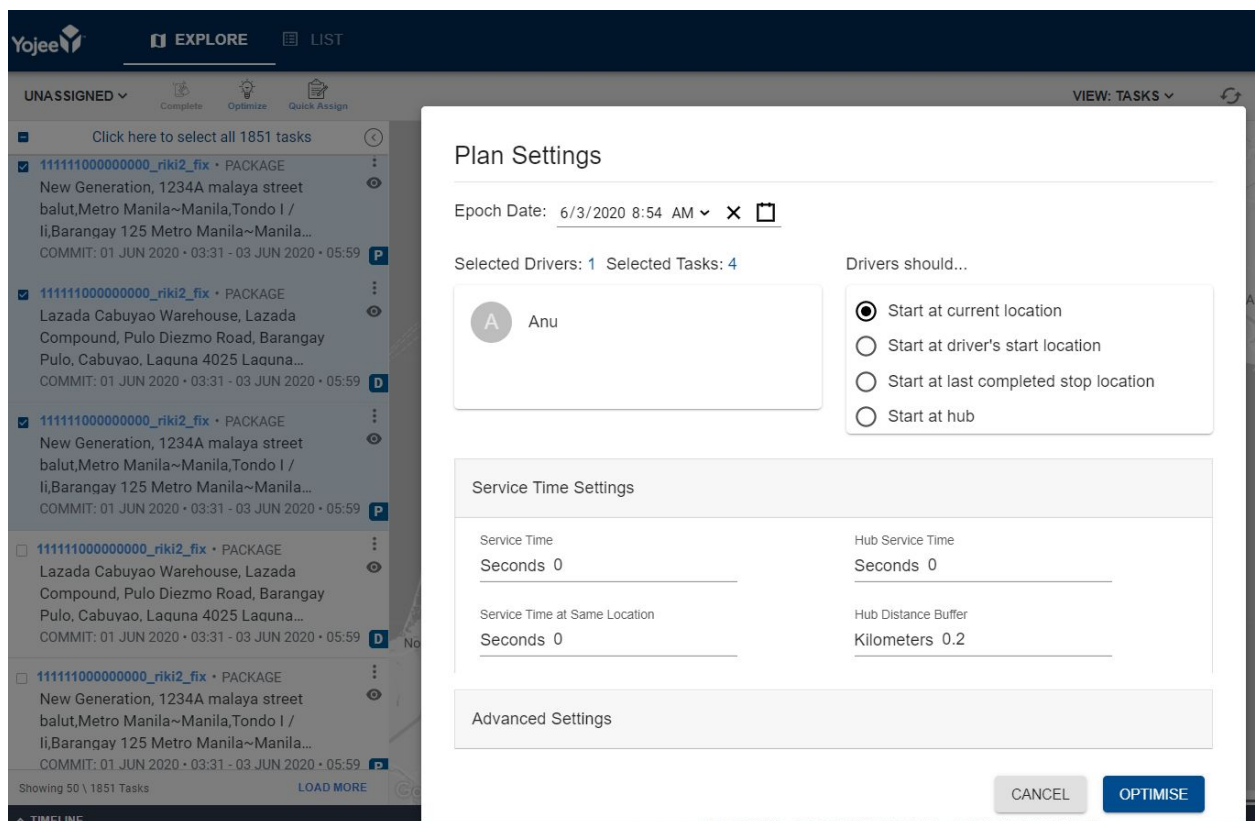 Yojee
EXPLORE
LIST
UNASSIGNED
Complete
Optimize
Quick Assign
VIEW: TASKS
Click here to select all 1851 tasks
111111000000000_riki2_fix • PACKAGE
New Generation, 1234A malaya street
balut,Metro Manila~Manila,Tondo I /
Ii,Barangay 125 Metro Manila~Manila...
COMMIT: 01 JUN 2020 • 03:31 - 03 JUN 2020 • 05:59 P
111111000000000_riki2_fix • PACKAGE
Lazada Cabuyao Warehouse, Lazada
Compound, Pulo Diezmo Road, Barangay
Pulo, Cabuyao, Laguna 4025 Laguna...
COMMIT: 01 JUN 2020 • 03:31 - 03 JUN 2020 • 05:59 D
111111000000000_riki2_fix • PACKAGE
New Generation, 1234A malaya street
balut,Metro Manila~Manila,Tondo I /
Ii,Barangay 125 Metro Manila~Manila...
COMMIT: 01 JUN 2020 • 03:31 - 03 JUN 2020 • 05:59 P
111111000000000_riki2_fix • PACKAGE
Lazada Cabuyao Warehouse, Lazada
Compound, Pulo Diezmo Road, Barangay
Pulo, Cabuyao, Laguna 4025 Laguna...
COMMIT: 01 JUN 2020 • 03:31 - 03 JUN 2020 • 05:59 D
111111000000000_riki2_fix • PACKAGE
New Generation, 1234A malaya street
balut,Metro Manila~Manila,Tondo I /
Ii,Barangay 125 Metro Manila~Manila...
COMMIT: 01 JUN 2020 • 03:31 - 03 JUN 2020 • 05:59 P
Showing 50 \ 1851 Tasks
LOAD MORE
TIMELINE
No
Plan Settings
Epoch Date: 6/3/2020 8:54 AM
Selected Drivers: 1 Selected Tasks: 4
A Anu
Drivers should...
Start at current location
Start at driver's start location
Start at last completed stop location
Start at hub
Service Time Settings
Service Time
Seconds 0
Hub Service Time
Seconds 0
Service Time at Same Location
Seconds 0
Hub Distance Buffer
Kilometers 0.2
Advanced Settings
CANCEL
OPTIMISE